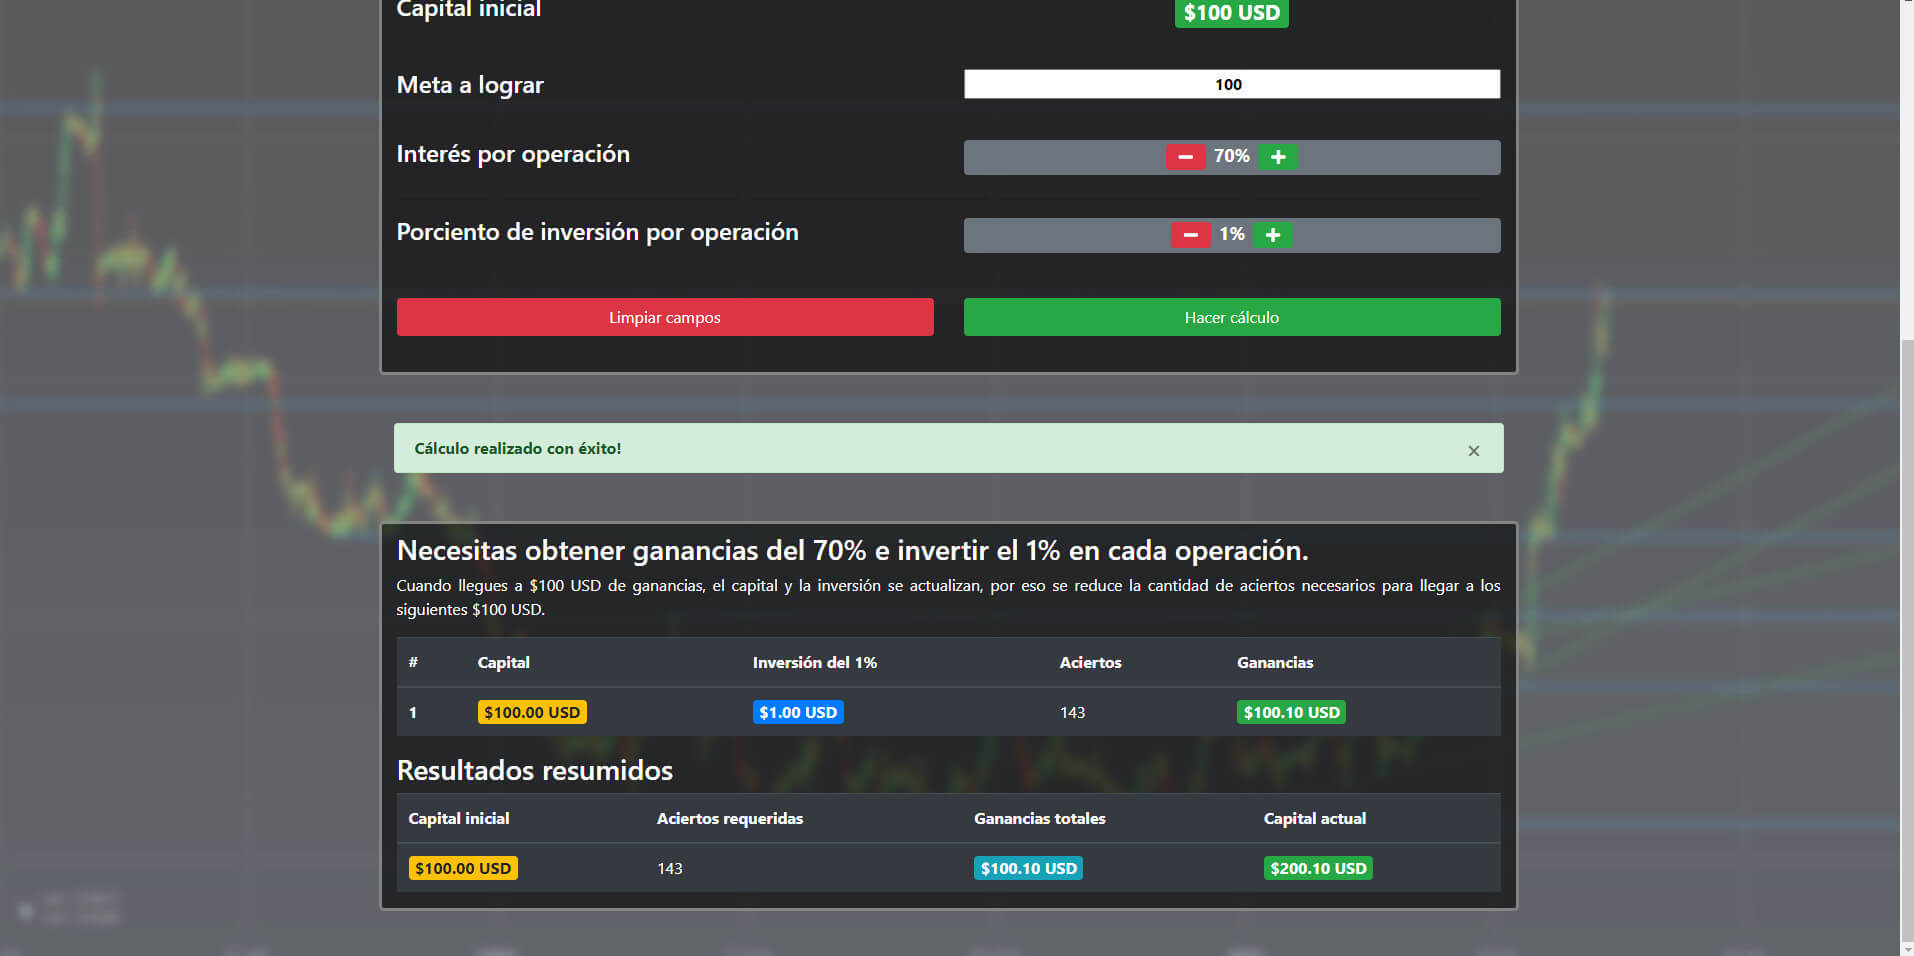 Capital inicial
$100 USD
Meta a lograr
100
Interés por operación
70%
Porciento de inversión por operación
1%
Limpiar campos
Hacer cálculo
Cálculo realizado con éxito!
×
Necesitas obtener ganancias del 70% e invertir el 1% en cada operación.
Cuando llegues a $100 USD de ganancias, el capital y la inversión se actualizan, por eso se reduce la cantidad de aciertos necesarios para llegar a los
siguientes $100 USD.
# Capital Inversión del 1% Aciertos Ganancias
1 $100.00 USD $1.00 USD 143 $100.10 USD
Resultados resumidos
Capital inicial Aciertos requeridas Ganancias totales Capital actual
$100.00 USD 143 $100.10 USD $200.10 USD